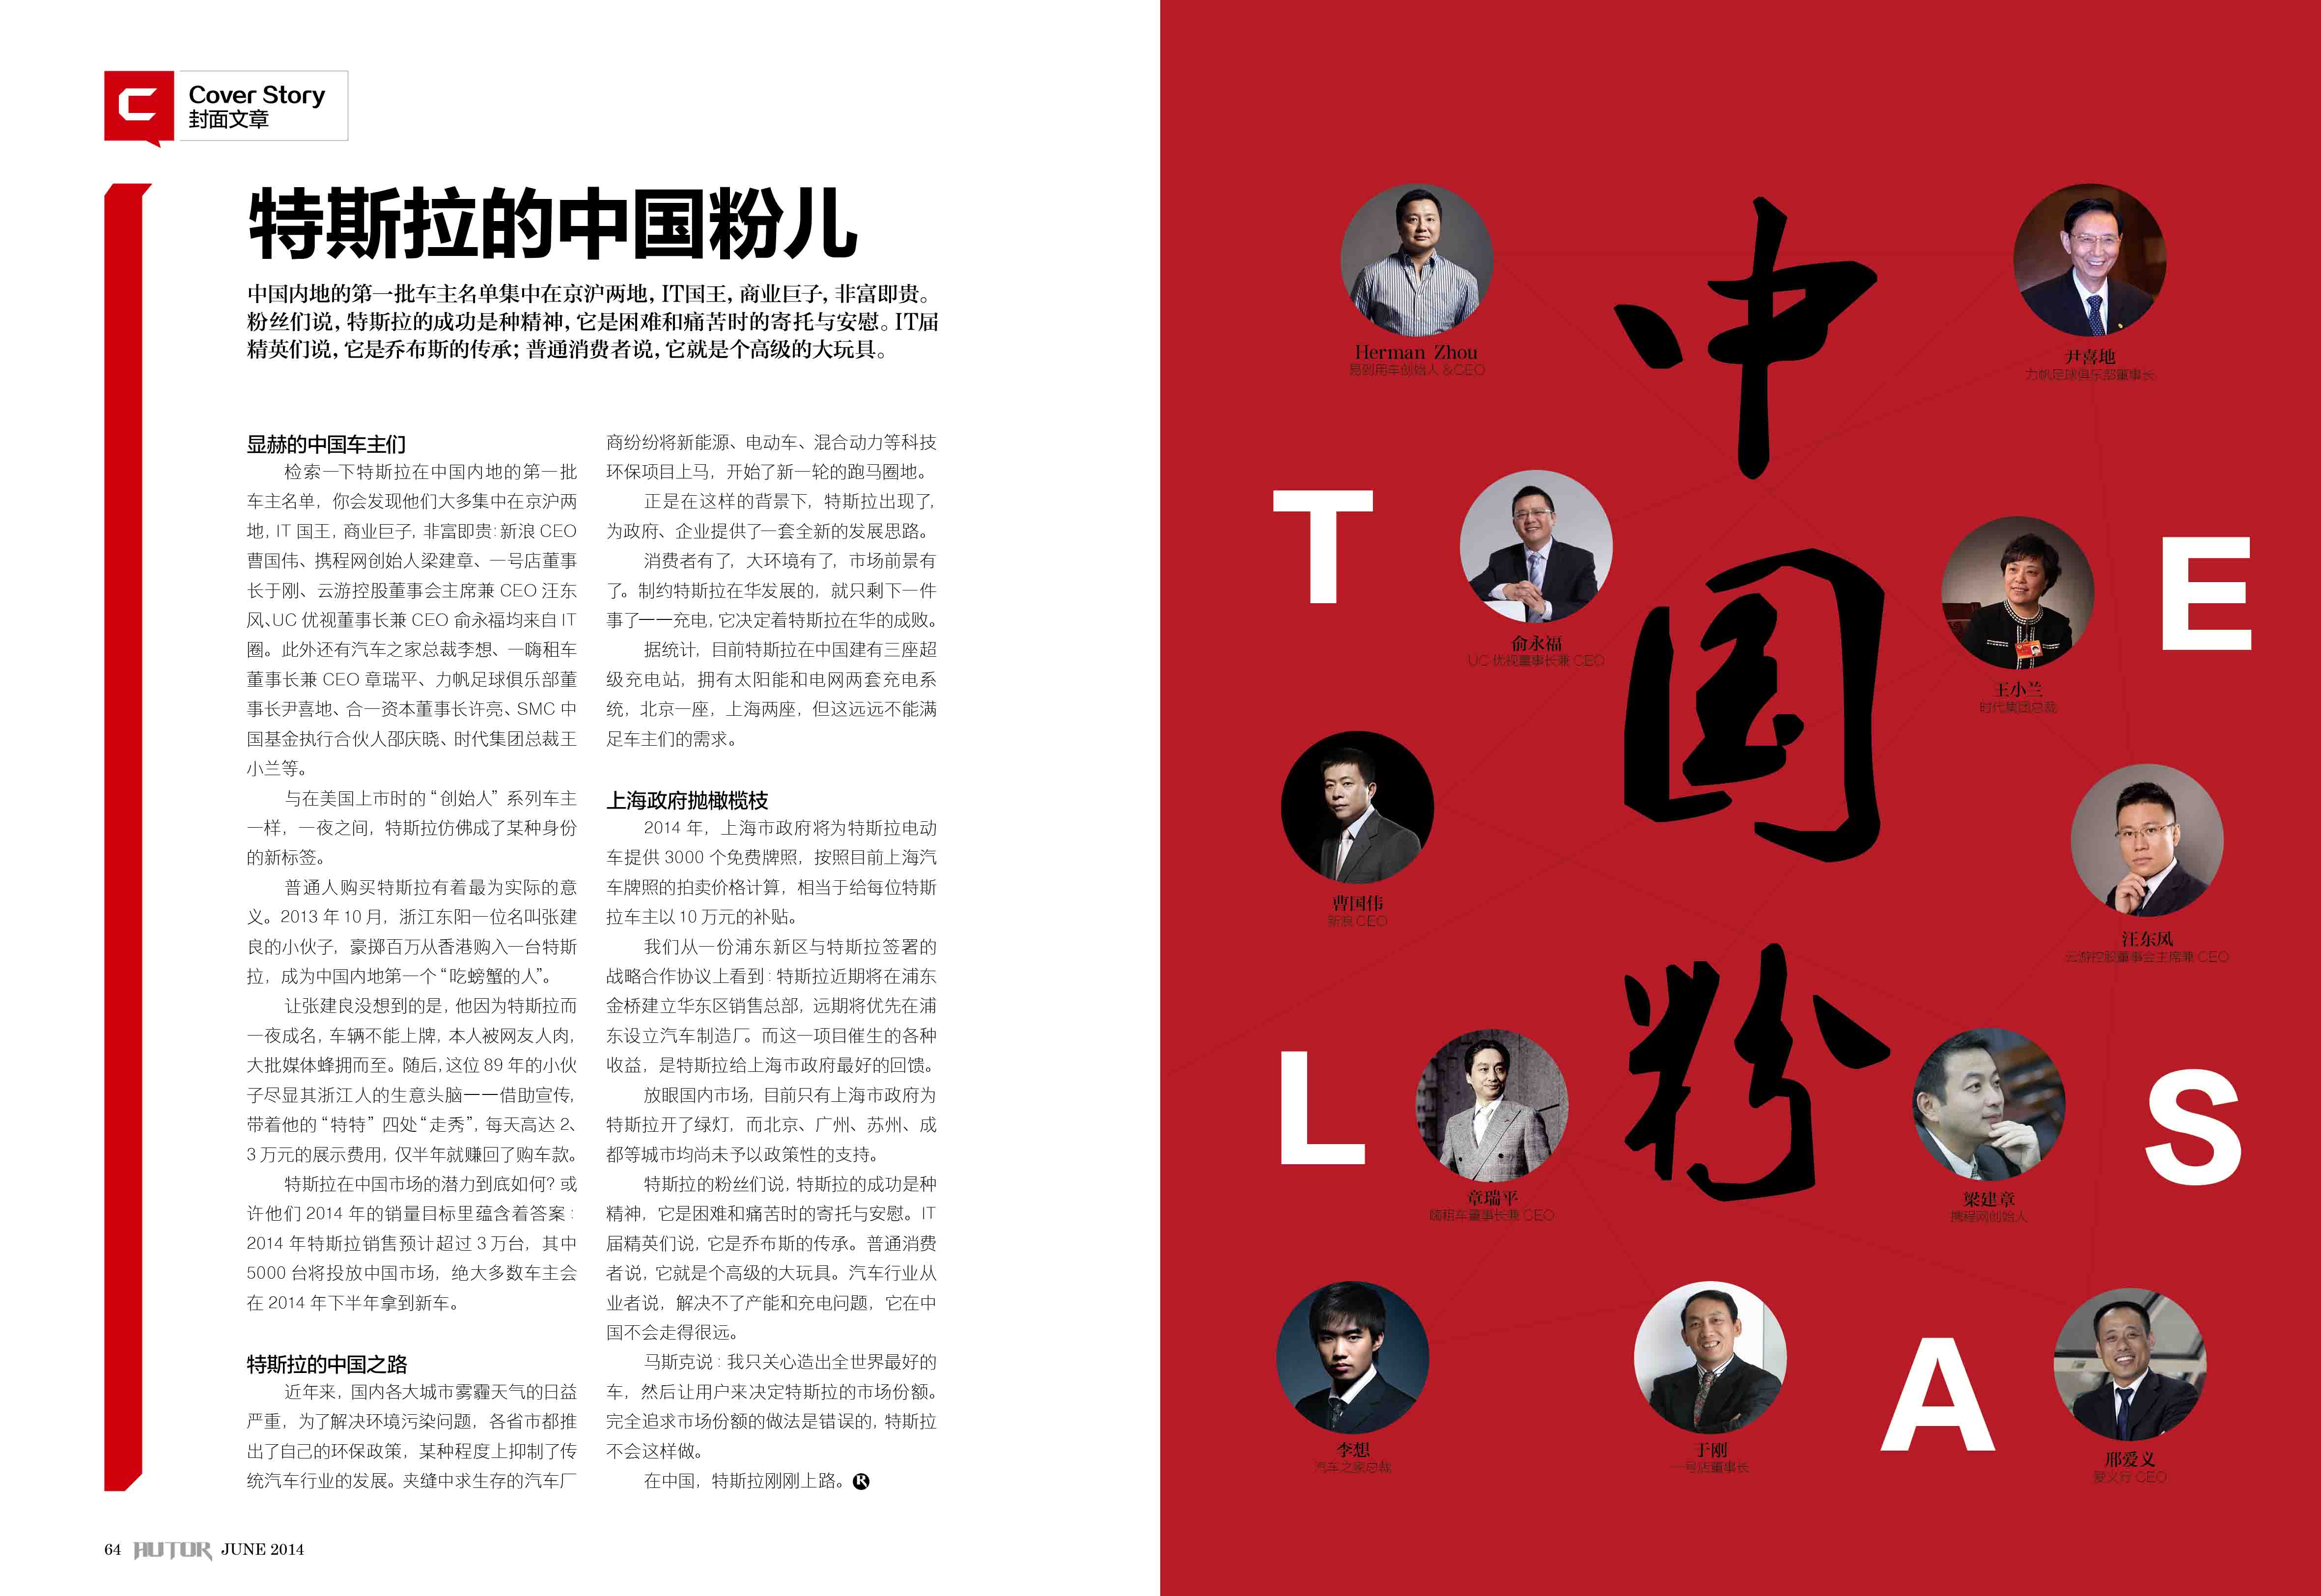 Cover Story
封面文章
特斯拉的中国粉儿
中国内地的第一批车主名单集中在京沪两地，IT国王，商业巨子，非富即贵。
粉丝们说，特斯拉的成功是种精神，它是困难和痛苦时的寄托与安慰。IT届
精英们说，它是乔布斯的传承；普通消费者说，它就是个高级的大玩具。
显赫的中国车主们
检索一下特斯拉在中国内地的第一批
车主名单，你会发现他们大多集中在京沪两
地，IT 国王，商业巨子，非富即贵：新浪 CEO
曹国伟、携程网创始人梁建章、一号店董事
长于刚、云游控股董事会主席兼 CEO 汪东
风、UC 优视董事长兼 CEO 俞永福均来自 IT
圈。此外还有汽车之家总裁李想、一嗨租车
董事长兼 CEO 章瑞平、力帆足球俱乐部董
事长尹喜地、合一资本董事长许亮、SMC 中
国基金执行合伙人邵庆晓、时代集团总裁王
小兰等。
与在美国上市时的“创始人”系列车主
一样，一夜之间，特斯拉仿佛成了某种身份
的新标签。
普通人购买特斯拉有着最为实际的意
义。2013 年 10 月，浙江东阳一位名叫张建
良的小伙子，豪掷百万从香港购入一台特斯
拉，成为中国内地第一个“吃螃蟹的人”。
让张建良没想到的是，他因为特斯拉而
一夜成名，车辆不能上牌，本人被网友人肉，
大批媒体蜂拥而至。随后，这位 89 年的小伙
子尽显其浙江人的生意头脑——借助宣传，
带着他的“特特”四处“走秀”，每天高达 2、
3 万元的展示费用，仅半年就赚回了购车款。
特斯拉在中国市场的潜力到底如何？或
许他们 2014 年的销量目标里蕴含着答案：
2014 年特斯拉销售预计超过 3 万台，其中
5000 台将投放中国市场，绝大多数车主会
在 2014 年下半年拿到新车。
特斯拉的中国之路
近年来，国内各大城市雾霾天气的日益
严重，为了解决环境污染问题，各省市都推
出了自己的环保政策，某种程度上抑制了传
统汽车行业的发展。夹缝中求生存的汽车厂
商纷纷将新能源、电动车、混合动力等科技
环保项目上马，开始了新一轮的跑马圈地。
正是在这样的背景下，特斯拉出现了，
为政府、企业提供了一套全新的发展思路。
消费者有了，大环境有了，市场前景有
了。制约特斯拉在华发展的，就只剩下一件
事了——充电，它决定着特斯拉在华的成败。
据统计，目前特斯拉在中国建有三座超
级充电站，拥有太阳能和电网两套充电系
统，北京一座，上海两座，但这远远不能满
足车主们的需求。
上海政府抛橄榄枝
2014 年，上海市政府将为特斯拉电动
车提供 3000 个免费牌照，按照目前上海汽
车牌照的拍卖价格计算，相当于给每位特斯
拉车主以 10 万元的补贴。
我们从一份浦东新区与特斯拉签署的
战略合作协议上看到：特斯拉近期将在浦东
金桥建立华东区销售总部，远期将优先在浦
东设立汽车制造厂。而这一项目催生的各种
收益，是特斯拉给上海市政府最好的回馈。
放眼国内市场，目前只有上海市政府为
特斯拉开了绿灯，而北京、广州、苏州、成
都等城市均尚未予以政策性的支持。
特斯拉的粉丝们说，特斯拉的成功是种
精神，它是困难和痛苦时的寄托与安慰。IT
届精英们说，它是乔布斯的传承。普通消费
者说，它就是个高级的大玩具。汽车行业从
业者说，解决不了产能和充电问题，它在中
国不会走得很远。
马斯克说：我只关心造出全世界最好的
车，然后让用户来决定特斯拉的市场份额。
完全追求市场份额的做法是错误的，特斯拉
不会这样做。
在中国，特斯拉刚刚上路。
64 AUTOR JUNE 2014
中国粉
T
E
S
L
A
Herman Zhou
易到用车创始人 &CEO
尹喜地
力帆足球俱乐部董事长
俞永福
UC 优视董事长兼 CEO
王小兰
时代集团总裁
曹国伟
新浪 CEO
汪东风
云游控股董事会主席兼 CEO
章瑞平
嗨租车董事长兼 CEO
梁建章
携程网创始人
李想
汽车之家总裁
于刚
一号店董事长
邢爱义
爱义行 CEO